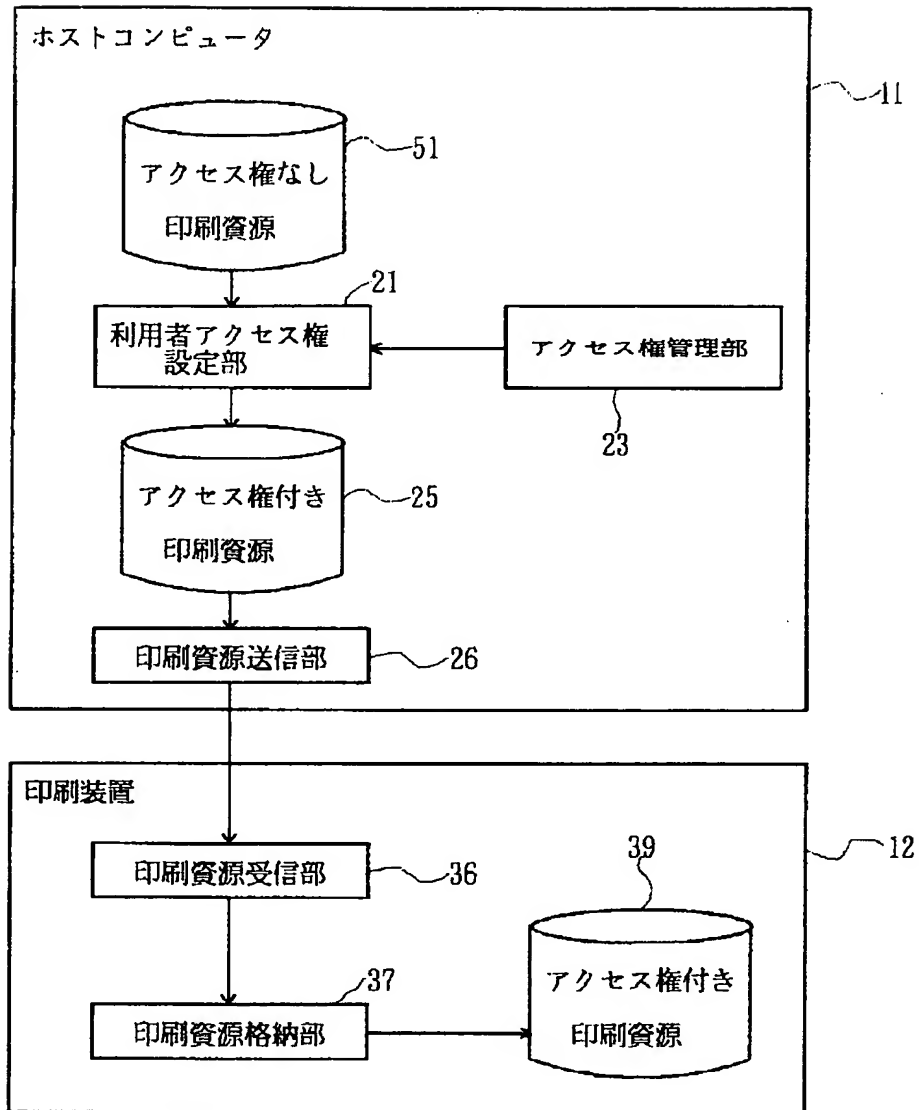 ホストコンピュータ
11
51
アクセス権なし
印刷資源
21
利用者アクセス権
設定部
アクセス権管理部
23
アクセス権付き
印刷資源
25
印刷資源送信部
26
印刷装置
12
印刷資源受信部
36
39
アクセス権付き
印刷資源
37
印刷資源格納部